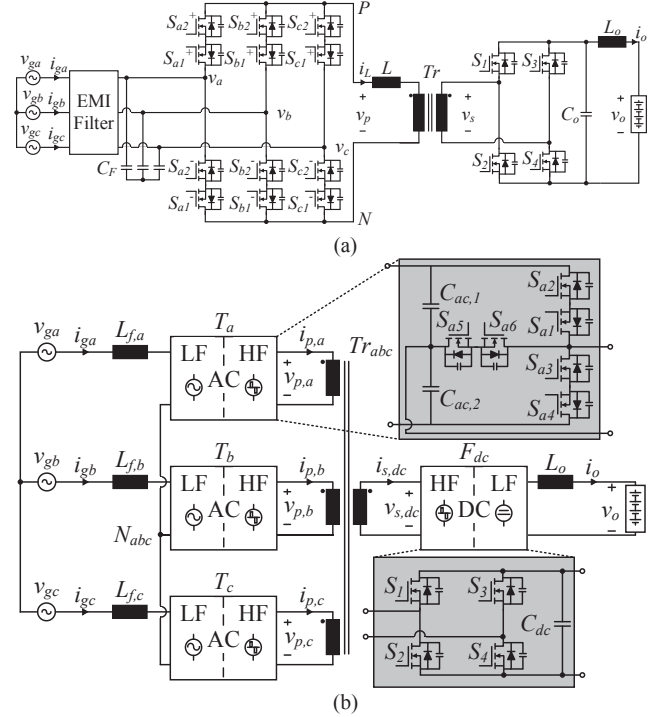 P
S_a2^+ S_b2^+ S_c2^+
S_a1^+ S_b1^+ S_c1^+
v_ga i_ga
v_gb i_gb
v_gc i_gc
EMI
Filter
C_F
v_a
v_b
v_c
S_a2^- S_b2^- S_c2^-
S_a1^- S_b1^- S_c1^-
N
i_L L Tr
+
v_p
−
+
v_s
−
S_1 S_3
S_2 S_4
C_o
L_o i_o
+
v_o
−
(a)
C_ac,1
C_ac,2
S_a5 S_a6
S_a2
S_a1
S_a3
S_a4
v_ga i_ga L_f,a
T_a
LF HF
AC
i_p,a
+
v_p,a
−
Tr_abc
v_gb i_gb L_f,b
T_b
LF HF
AC
i_p,b
+
v_p,b
−
N_abc
v_gc i_gc L_f,c
T_c
LF HF
AC
i_p,c
+
v_p,c
−
i_s,dc
+
v_s,dc
−
F_dc
HF LF
DC
L_o i_o
+
v_o
−
S_1 S_3
S_2 S_4
C_dc
(b)